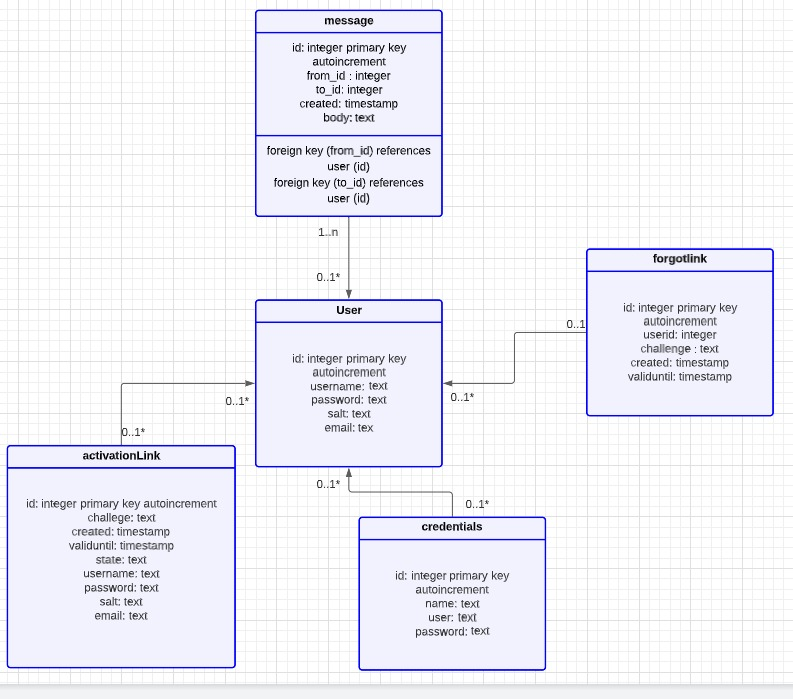 message
id: integer primary key
autoincrement
from_id : integer
to_id: integer
created: timestamp
body: text
foreign key (from_id) references
user (id)
foreign key (to_id) references
user (id)
1..n
0..1*
forgotlink
id: integer primary key
autoincrement
userid: integer
challenge : text
created: timestamp
validuntil: timestamp
0..1
0..1*
User
id: integer primary key
autoincrement
username: text
password: text
salt: text
email: tex
0..1*
0..1*
activationLink
id: integer primary key autoincrement
challege: text
created: timestamp
validuntil: timestamp
state: text
username: text
password: text
salt: text
email: text
0..1*
0..1*
credentials
id: integer primary key
autoincrement
name: text
user: text
password: text